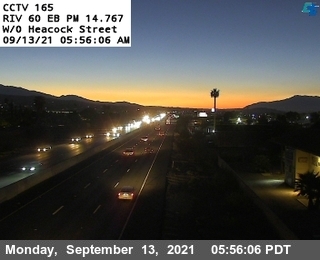 CCTV 165
RIV 60 EB PM 14.767
W/O Heacock Street
09/13/21 05:56:06 AM
Monday, September 13, 2021 05:56:06 PDT